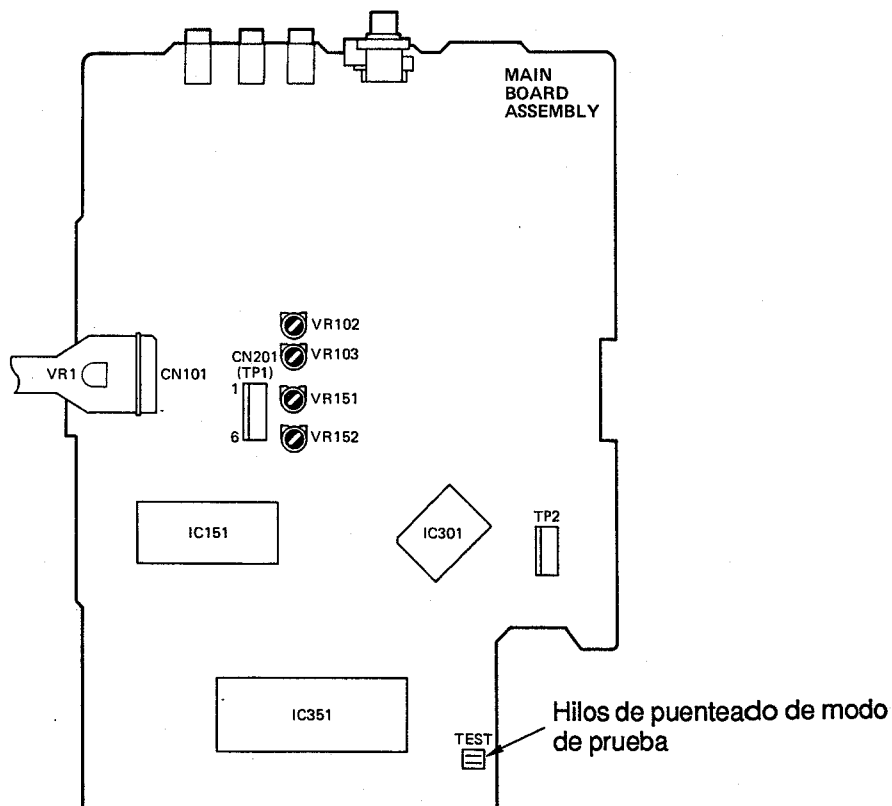 MAIN
BOARD
ASSEMBLY
VR102
VR103
CN201
(TP1)
1
6
VR151
VR152
VR1
CN101
IC151
IC301
TP2
IC351
TEST
Hilos de puenteado de modo
de prueba